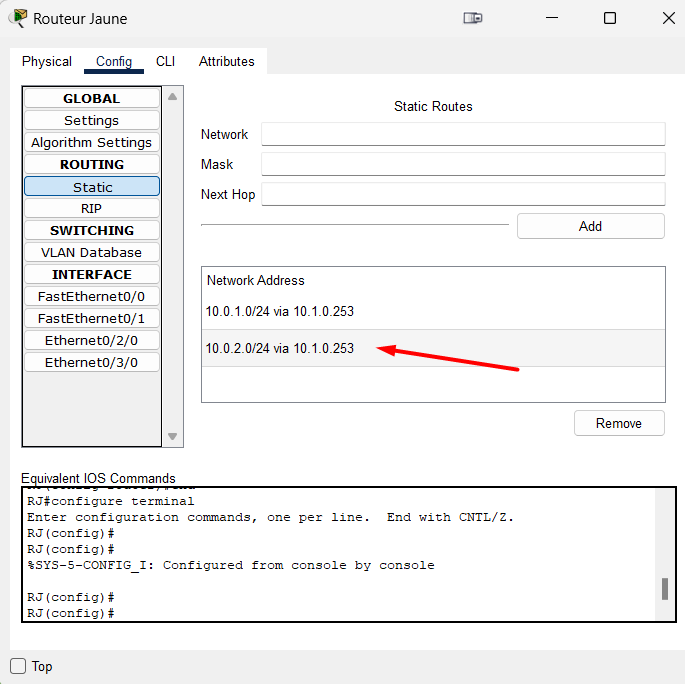 Routeur Jaune
Physical Config CLI Attributes
GLOBAL
Settings
Algorithm Settings
ROUTING
Static
RIP
SWITCHING
VLAN Database
INTERFACE
FastEthernet0/0
FastEthernet0/1
Ethernet0/2/0
Ethernet0/3/0
Static Routes
Network
Mask
Next Hop
Add
Network Address
10.0.1.0/24 via 10.1.0.253
10.0.2.0/24 via 10.1.0.253
Remove
Equivalent IOS Commands
RJ#configure terminal
Enter configuration commands, one per line.  End with CNTL/Z.
RJ(config)#
RJ(config)#
%SYS-5-CONFIG_I: Configured from console by console
RJ(config)#
RJ(config)#
Top